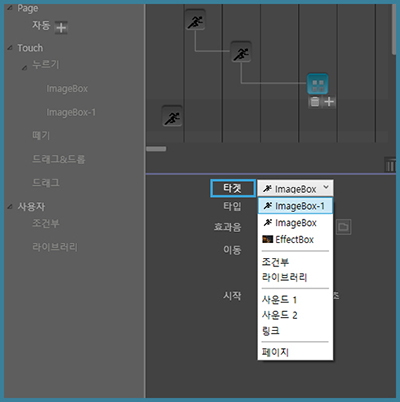 Page
자동
Touch
누르기
ImageBox
ImageBox-1
떼기
드래그&드롭
드래그
사용자
조건부
라이브러리
타겟 ImageBox
타입 ImageBox-1
효과음 ImageBox
EffectBox
이동
조건부
라이브러리
시작 사운드 1 초
사운드 2
링크
페이지